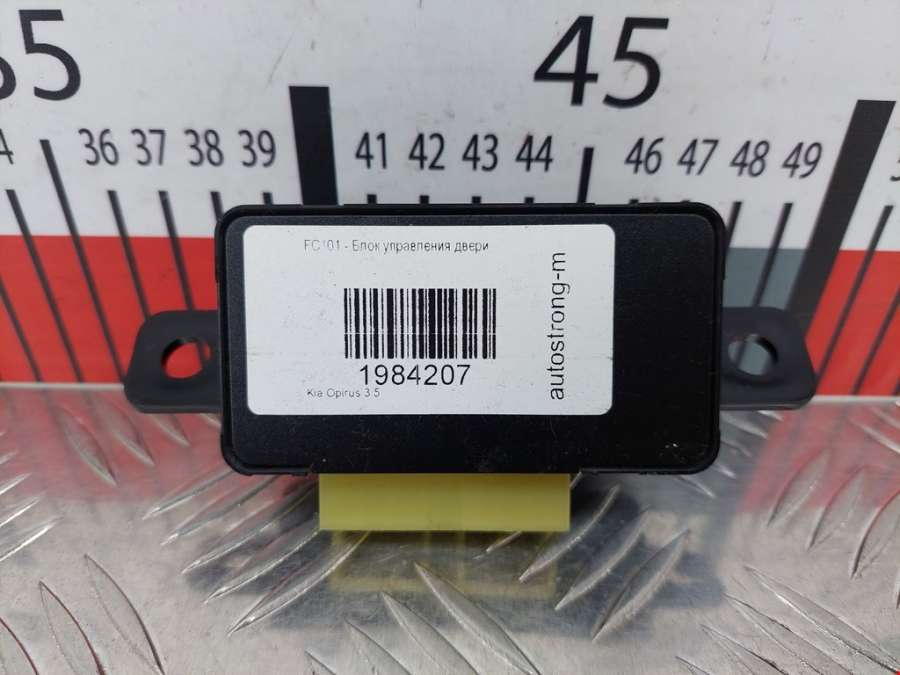 35 45
36 37 38 39 41 42 43 44 46 47 48 49
Блок управления двери
1984207
Kia Opirus 3.5
autostrong-m